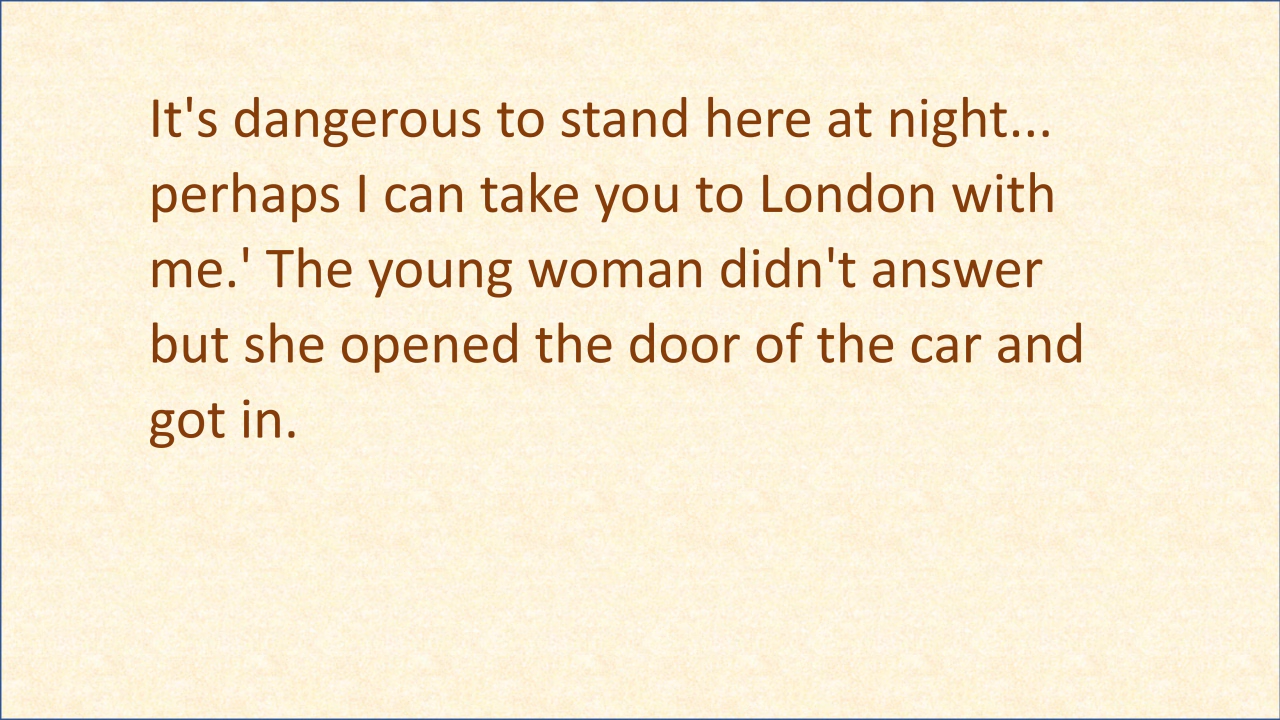 It's dangerous to stand here at night...
perhaps I can take you to London with
me.' The young woman didn't answer
but she opened the door of the car and
got in.